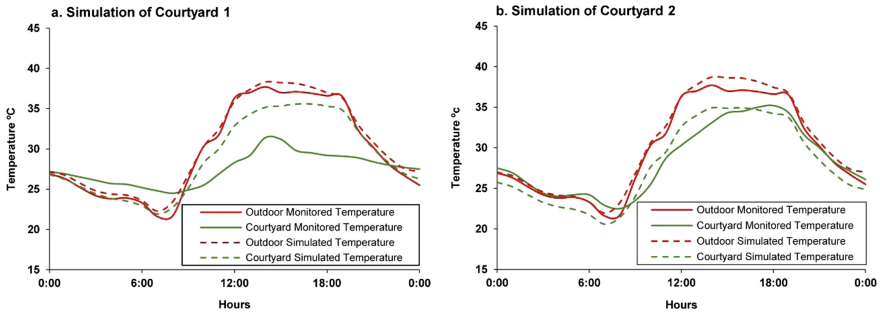 a. Simulation of Courtyard 1
45
40
35
30
25
20
15
Temperature ºC
0:00
6:00
12:00
18:00
0:00
Hours
Outdoor Monitored Temperature
Courtyard Monitored Temperature
Outdoor Simulated Temperature
Courtyard Simulated Temperature
b. Simulation of Courtyard 2
45
40
35
30
25
20
15
Temperature ºc
0:00
6:00
12:00
18:00
0:00
Hours
Outdoor Monitored Temperature
Courtyard Monitored Temperature
Outdoor Simulated Temperature
Courtyard Simulated Temperature